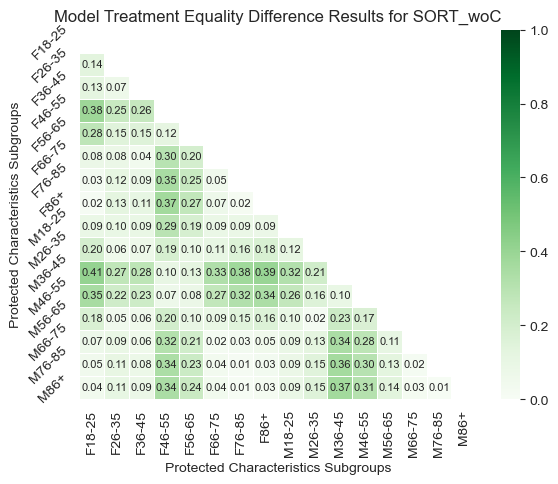 Model Treatment Equality Difference Results for SORT_woC
Protected Characteristics Subgroups
F18-25
F26-35
0.14
F36-45
0.13 0.07
F46-55
0.38 0.25 0.26
F56-65
0.28 0.15 0.15 0.12
F66-75
0.08 0.08 0.04 0.30 0.20
F76-85
0.03 0.12 0.09 0.35 0.25 0.05
F86+
0.02 0.13 0.11 0.37 0.27 0.07 0.02
M18-25
0.09 0.10 0.09 0.29 0.19 0.09 0.09 0.09
M26-35
0.20 0.06 0.07 0.19 0.10 0.11 0.16 0.18 0.12
M36-45
0.41 0.27 0.28 0.10 0.13 0.33 0.38 0.39 0.32 0.21
M46-55
0.35 0.22 0.23 0.07 0.08 0.27 0.32 0.34 0.26 0.16 0.10
M56-65
0.18 0.05 0.06 0.20 0.10 0.09 0.15 0.16 0.10 0.02 0.23 0.17
M66-75
0.07 0.09 0.06 0.32 0.21 0.02 0.03 0.05 0.09 0.13 0.34 0.28 0.11
M76-85
0.05 0.11 0.08 0.34 0.23 0.04 0.01 0.03 0.09 0.15 0.36 0.30 0.13 0.02
M86+
0.04 0.11 0.09 0.34 0.24 0.04 0.01 0.03 0.09 0.15 0.37 0.31 0.14 0.03 0.01
F18-25 F26-35 F36-45 F46-55 F56-65 F66-75 F76-85 F86+ M18-25 M26-35 M36-45 M46-55 M56-65 M66-75 M76-85 M86+
Protected Characteristics Subgroups
1.0
0.8
0.6
0.4
0.2
0.0